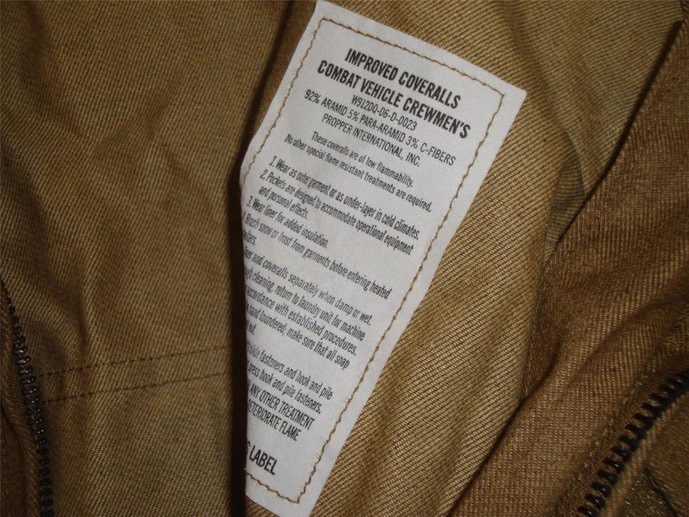 IMPROVED COVERALLS
COMBAT VEHICLE CREWMEN'S
W912D0-06-D-0023
92% ARAMID 5% PARA-ARAMID 3% C-FIBERS
PROPPER INTERNATIONAL, INC.
These coveralls are of low flammability.
No other special flame resistant treatments are required.
1. Wear as outer garment or as under-layer in cold climates.
2. Pockets are designed to accommodate operational equipment
and personal effects.
3. Wear liner for added insulation.
Brush snow or frost from garments before entering heated
and coveralls separately when damp or wet.
cleaning, return to laundry unit for machine
accordance with established procedures.
hand laundered, make sure that all soap
fasteners and hook and pile
press hook and pile fasteners.
ANY OTHER TREATMENT
FLAME
LABEL